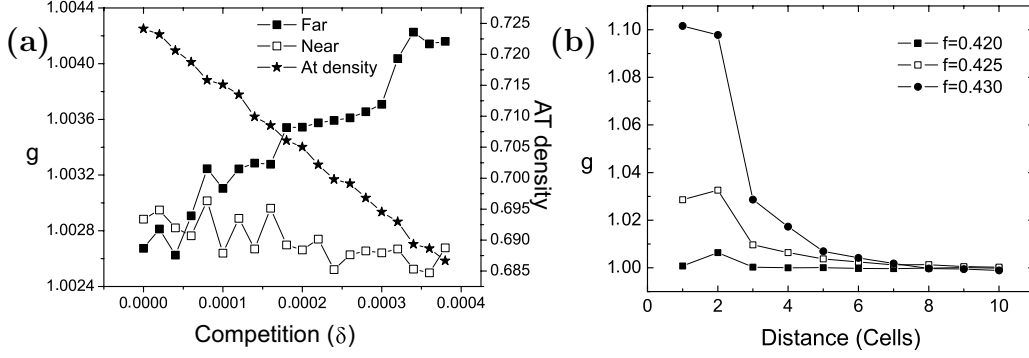 (a)
1.0044
1.0040
1.0036
1.0032
1.0028
1.0024
g
Far
Near
At density
0.725
0.720
0.715
0.710
0.705
0.700
0.695
0.690
0.685
AT density
0.0000 0.0001 0.0002 0.0003 0.0004
Competition (δ)
(b)
1.10
1.08
1.06
1.04
1.02
1.00
g
f=0.420
f=0.425
f=0.430
0 2 4 6 8 10
Distance (Cells)